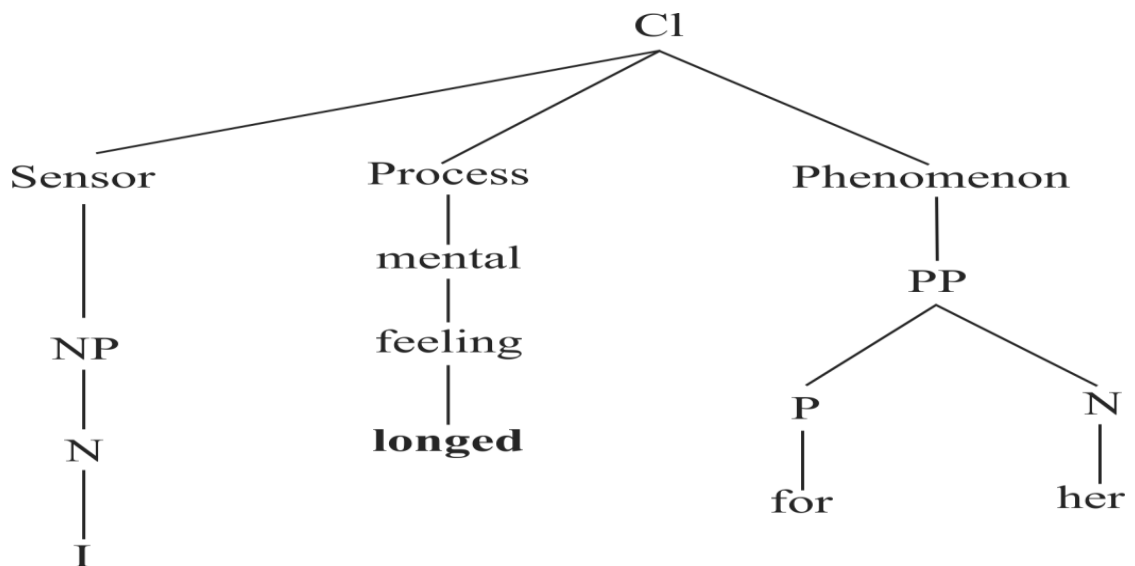 Cl
Sensor Process Phenomenon
mental
PP
NP feeling
P N
N longed
for her
I